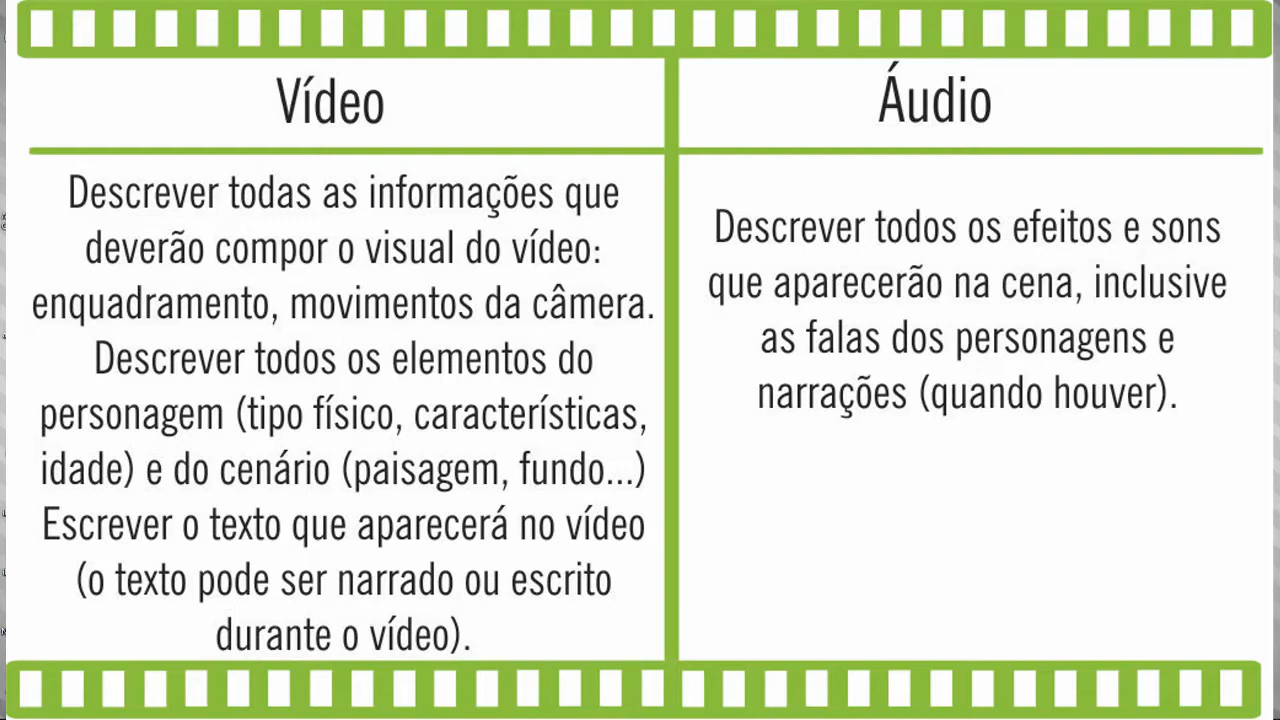 Vídeo
Descrever todas as informações que
deverão compor o visual do vídeo:
enquadramento, movimentos da câmera.
Descrever todos os elementos do
personagem (tipo físico, características,
idade) e do cenário (paisagem, fundo...)
Escrever o texto que aparecerá no vídeo
(o texto pode ser narrado ou escrito
durante o vídeo).
Áudio
Descrever todos os efeitos e sons
que aparecerão na cena, inclusive
as falas dos personagens e
narrações (quando houver).